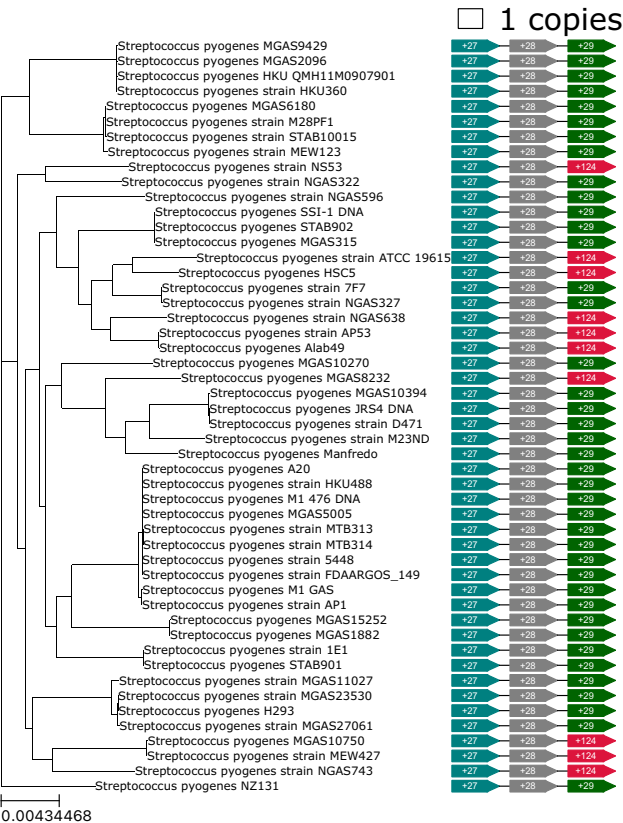 1 copies
Streptococcus pyogenes MGAS9429 +27 +28 +29
Streptococcus pyogenes MGAS2096 +27 +28 +29
Streptococcus pyogenes HKU QMH11M0907901 +27 +28 +29
Streptococcus pyogenes strain HKU360 +27 +28 +29
Streptococcus pyogenes MGAS6180 +27 +28 +29
Streptococcus pyogenes strain M28PF1 +27 +28 +29
Streptococcus pyogenes strain STAB10015 +27 +28 +29
Streptococcus pyogenes strain MEW123 +27 +28 +29
Streptococcus pyogenes strain NS53 +27 +28 +124
Streptococcus pyogenes strain NGAS322 +27 +28 +29
Streptococcus pyogenes strain NGAS596 +27 +28 +29
Streptococcus pyogenes SSI-1 DNA +27 +28 +29
Streptococcus pyogenes STAB902 +27 +28 +29
Streptococcus pyogenes MGAS315 +27 +28 +29
Streptococcus pyogenes strain ATCC 19615 +27 +28 +124
Streptococcus pyogenes HSC5 +27 +28 +124
Streptococcus pyogenes strain 7F7 +27 +28 +29
Streptococcus pyogenes strain NGAS327 +27 +28 +29
Streptococcus pyogenes strain NGAS638 +27 +28 +124
Streptococcus pyogenes strain AP53 +27 +28 +124
Streptococcus pyogenes Alab49 +27 +28 +124
Streptococcus pyogenes MGAS10270 +27 +28 +29
Streptococcus pyogenes MGAS8232 +27 +28 +124
Streptococcus pyogenes MGAS10394 +27 +28 +29
Streptococcus pyogenes JRS4 DNA +27 +28 +29
Streptococcus pyogenes strain D471 +27 +28 +29
Streptococcus pyogenes strain M23ND +27 +28 +29
Streptococcus pyogenes Manfredo +27 +28 +29
Streptococcus pyogenes A20 +27 +28 +29
Streptococcus pyogenes strain HKU488 +27 +28 +29
Streptococcus pyogenes M1 476 DNA +27 +28 +29
Streptococcus pyogenes MGAS5005 +27 +28 +29
Streptococcus pyogenes strain MTB313 +27 +28 +29
Streptococcus pyogenes strain MTB314 +27 +28 +29
Streptococcus pyogenes strain 5448 +27 +28 +29
Streptococcus pyogenes strain FDAARGOS_149 +27 +28 +29
Streptococcus pyogenes M1 GAS +27 +28 +29
Streptococcus pyogenes strain AP1 +27 +28 +29
Streptococcus pyogenes MGAS15252 +27 +28 +29
Streptococcus pyogenes MGAS1882 +27 +28 +29
Streptococcus pyogenes strain 1E1 +27 +28 +29
Streptococcus pyogenes STAB901 +27 +28 +29
Streptococcus pyogenes strain MGAS11027 +27 +28 +29
Streptococcus pyogenes strain MGAS23530 +27 +28 +29
Streptococcus pyogenes H293 +27 +28 +29
Streptococcus pyogenes strain MGAS27061 +27 +28 +29
Streptococcus pyogenes MGAS10750 +27 +28 +124
Streptococcus pyogenes strain MEW427 +27 +28 +124
Streptococcus pyogenes strain NGAS743 +27 +28 +124
Streptococcus pyogenes NZ131 +27 +28 +29
0.00434468